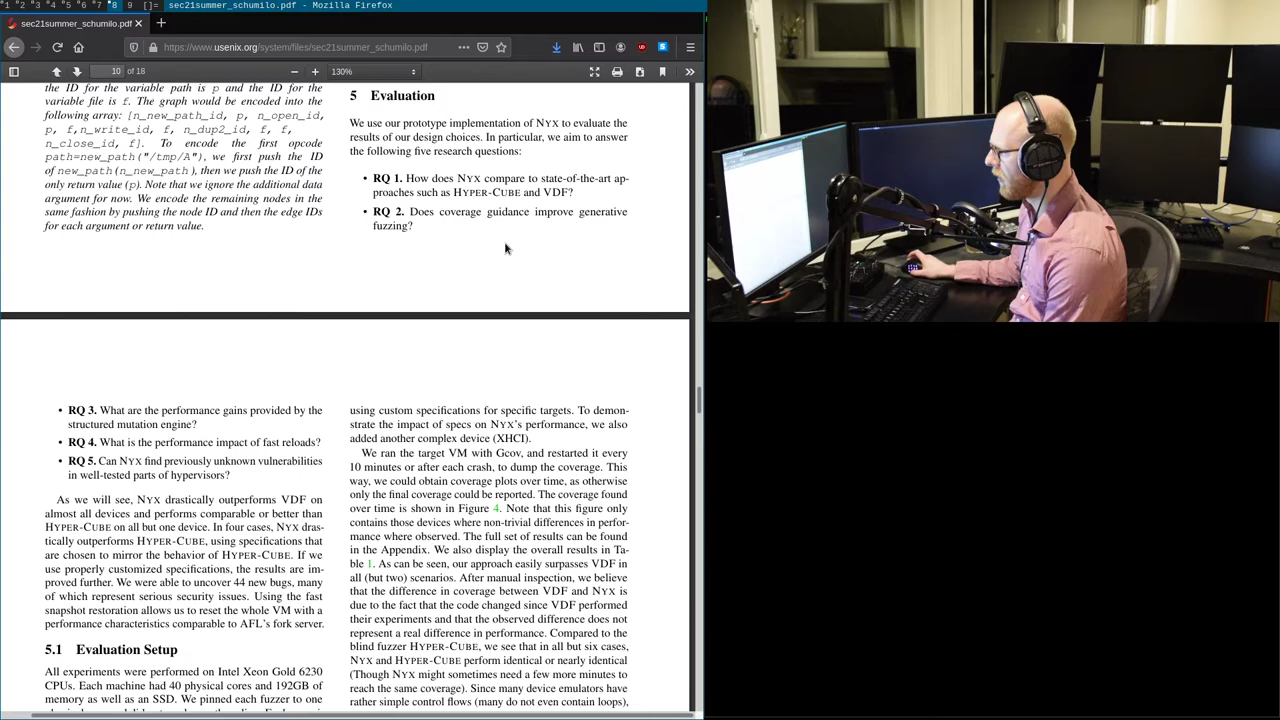 1 2 3 4 5 6 7 8 9 []= sec21summer_schumilo.pdf - Mozilla Firefox
sec21summer_schumilo.pdf
https://www.usenix.org/system/files/sec21summer_schumilo.pdf
10 of 18
130%
the ID for the variable path is p and the ID for the
variable file is f. The graph would be encoded into the
following array: [n_new_path_id, p, n_open_id,
p, f,n_write_id, f, n_dup2_id, f, f,
n_close_id, f]. To encode the first opcode
path=new_path("/tmp/A"), we first push the ID
of new_path(n_new_path), then we push the ID of the
only return value (p). Note that we ignore the additional data
argument for now. We encode the remaining nodes in the
same fashion by pushing the node ID and then the edge IDs
for each argument or return value.
5 Evaluation
We use our prototype implementation of NYX to evaluate the
results of our design choices. In particular, we aim to answer
the following five research questions:
• RQ 1. How does NYX compare to state-of-the-art ap-
proaches such as HYPER-CUBE and VDF?
• RQ 2. Does coverage guidance improve generative
fuzzing?
• RQ 3. What are the performance gains provided by the
structured mutation engine?
• RQ 4. What is the performance impact of fast reloads?
• RQ 5. Can NYX find previously unknown vulnerabilities
in well-tested parts of hypervisors?
As we will see, NYX drastically outperforms VDF on
almost all devices and performs comparable or better than
HYPER-CUBE on all but one device. In four cases, NYX dras-
tically outperforms HYPER-CUBE, using specifications that
are chosen to mirror the behavior of HYPER-CUBE. If we
use properly customized specifications, the results are im-
proved further. We were able to uncover 44 new bugs, many
of which represent serious security issues. Using the fast
snapshot restoration allows us to reset the whole VM with a
performance characteristics comparable to AFL's fork server.
5.1 Evaluation Setup
All experiments were performed on Intel Xeon Gold 6230
CPUs. Each machine had 40 physical cores and 192GB of
memory as well as an SSD. We pinned each fuzzer to one
using custom specifications for specific targets. To demon-
strate the impact of specs on NYX's performance, we also
added another complex device (XHCI).
We ran the target VM with Gcov, and restarted it every
10 minutes or after each crash, to dump the coverage. This
way, we could obtain coverage plots over time, as otherwise
only the final coverage could be reported. The coverage found
over time is shown in Figure 4. Note that this figure only
contains those devices where non-trivial differences in perfor-
mance where observed. The full set of results can be found
in the Appendix. We also display the overall results in Ta-
ble 1. As can be seen, our approach easily surpasses VDF in
all (but two) scenarios. After manual inspection, we believe
that the difference in coverage between VDF and NYX is
due to the fact that the code changed since VDF performed
their experiments and that the observed difference does not
represent a real difference in performance. Compared to the
blind fuzzer HYPER-CUBE, we see that in all but six cases,
NYX and HYPER-CUBE perform identical or nearly identical
(Though NYX might sometimes need a few more minutes to
reach the same coverage). Since many device emulators have
rather simple control flows (many do not even contain loops),